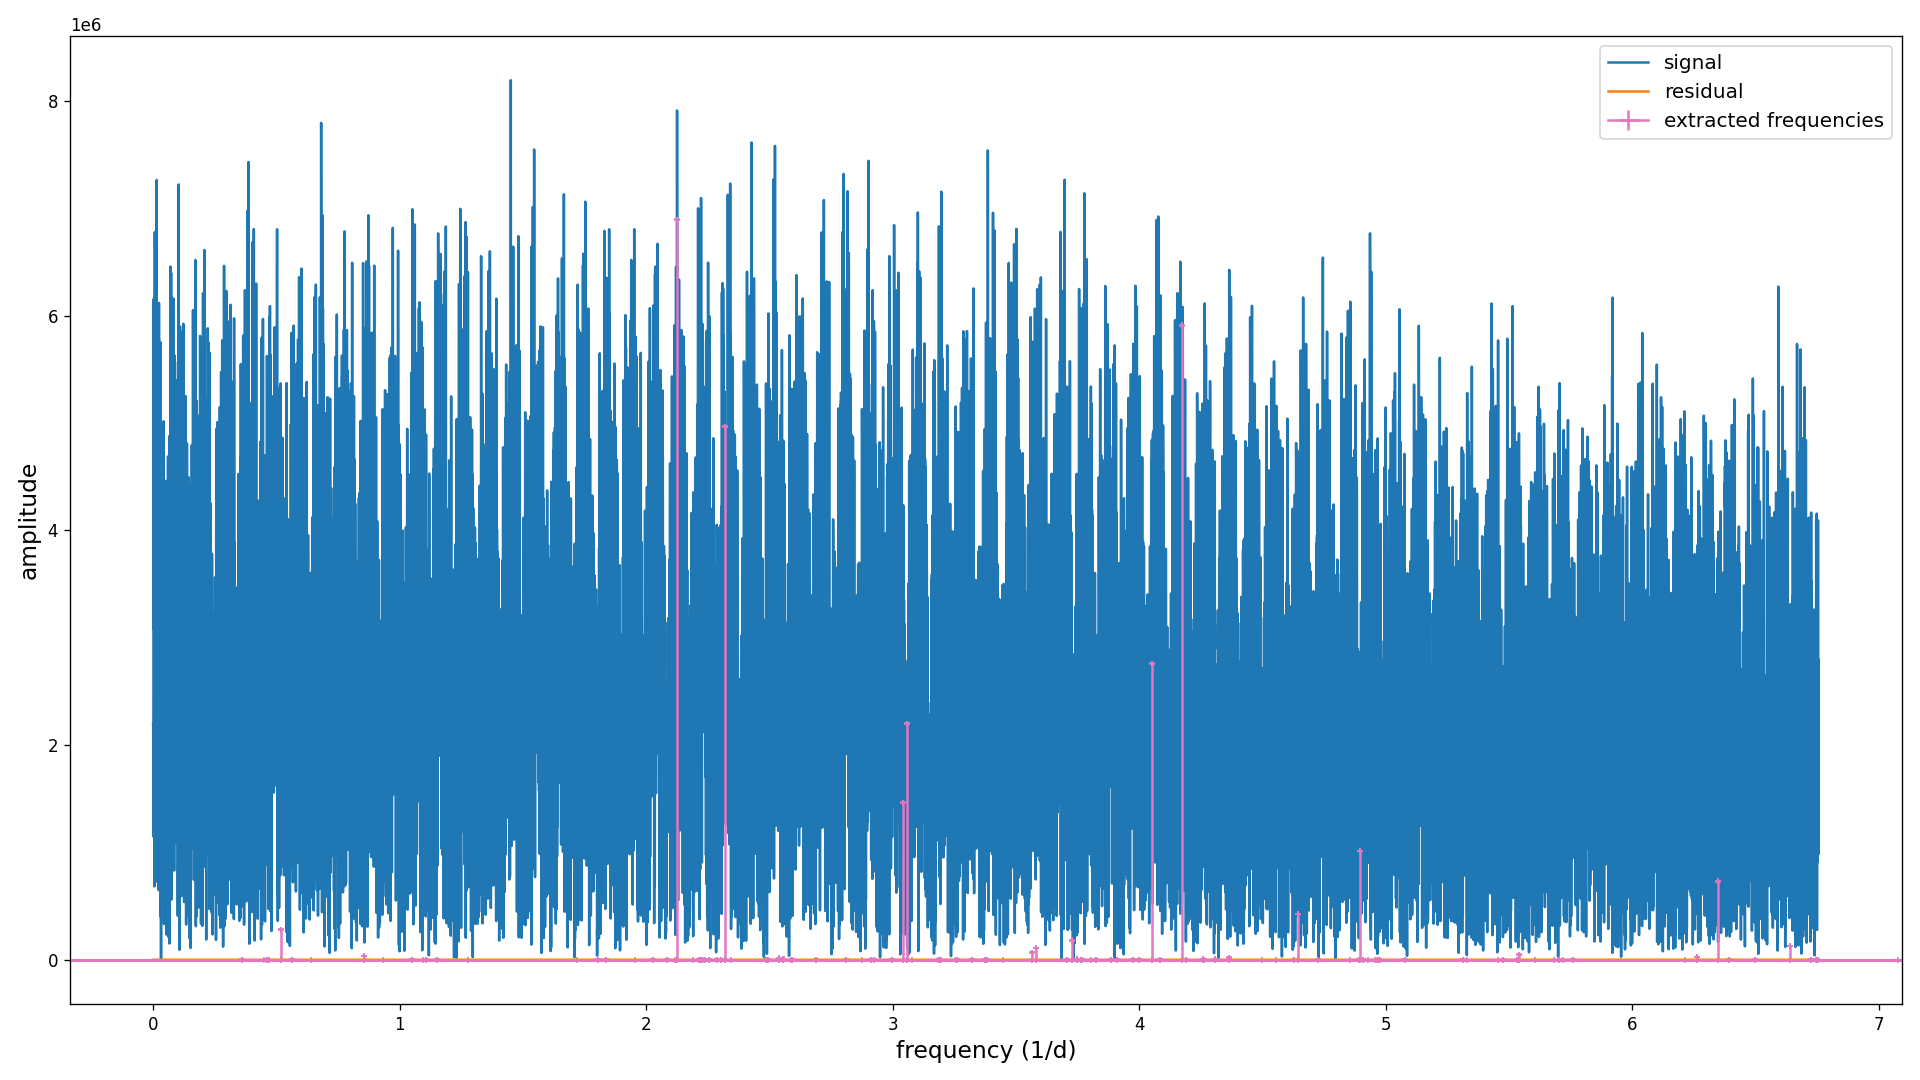 1e6
signal
residual
extracted frequencies
8
6
4
2
0
amplitude
0 1 2 3 4 5 6 7
frequency (1/d)